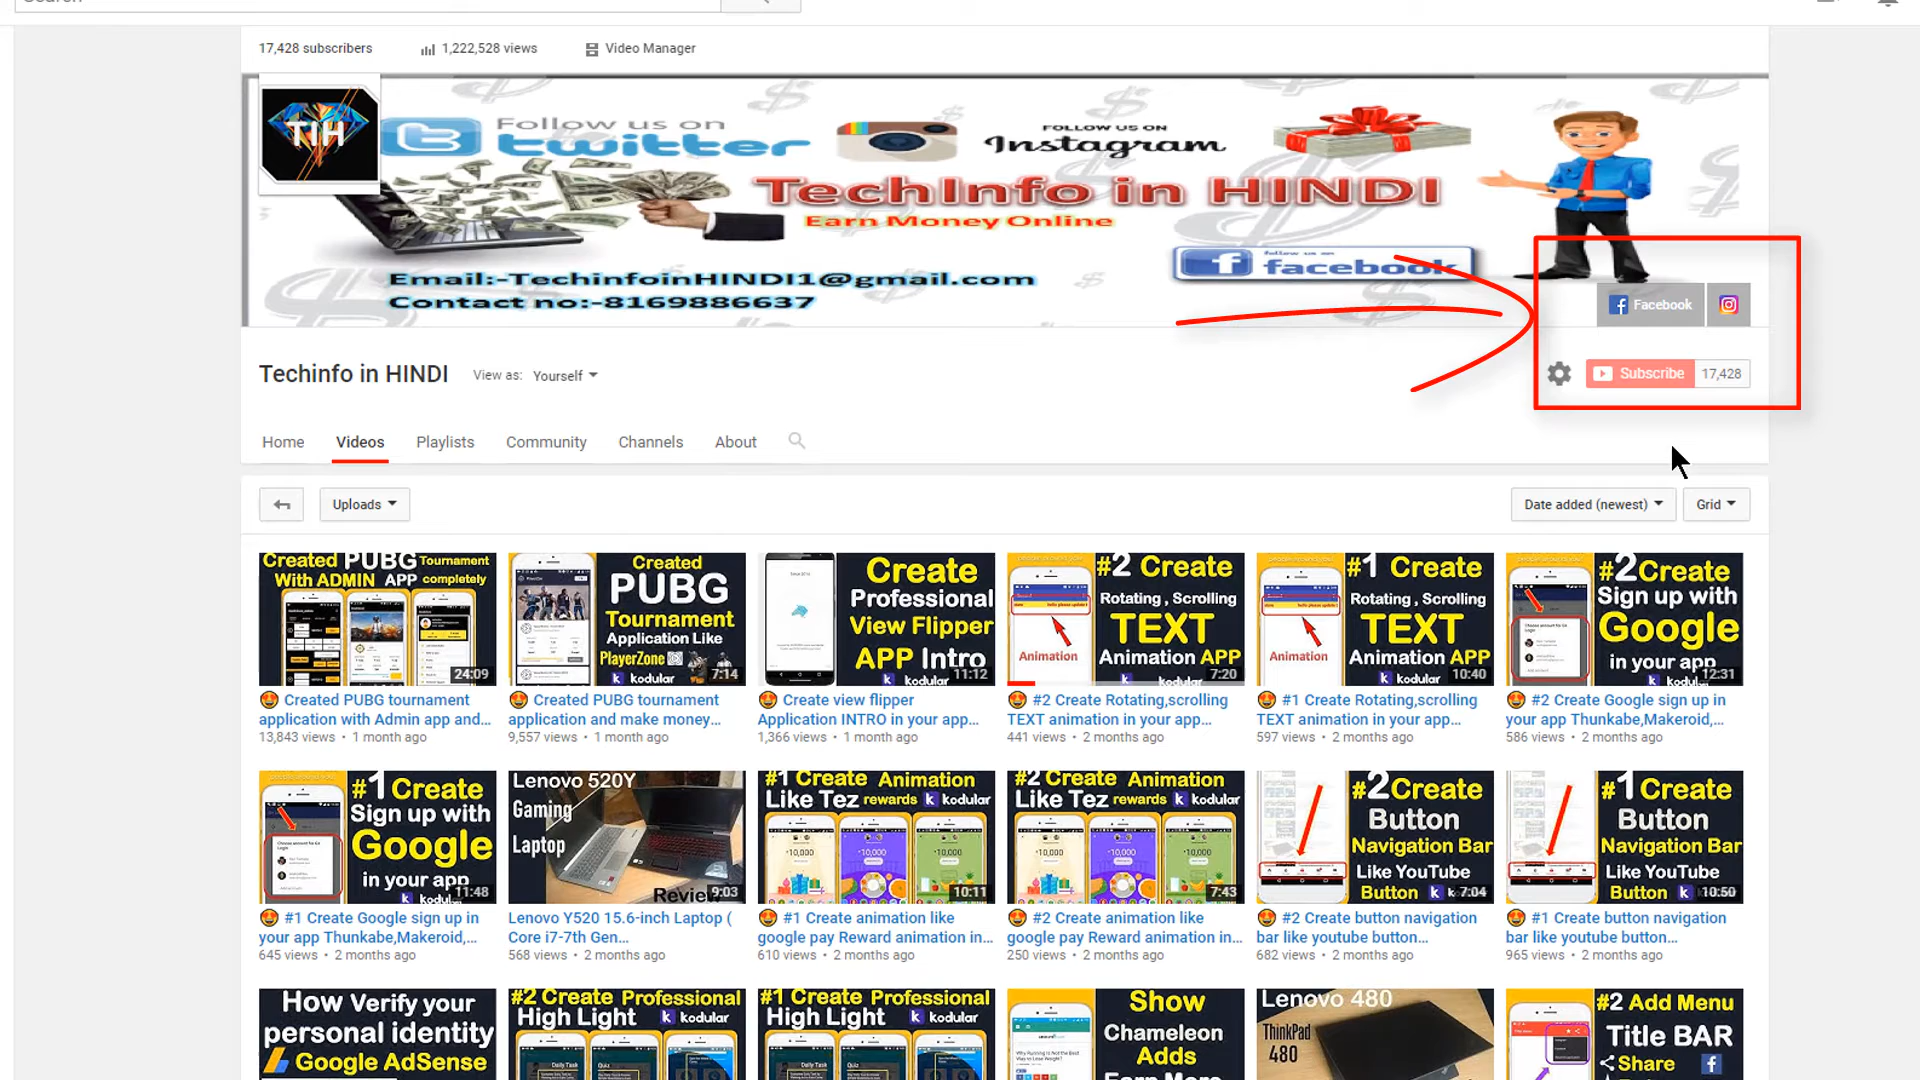 17,428 subscribers
1,222,528 views
Video Manager
TIH
Follow us on
twitter
FOLLOW US ON
Instagram
TechInfo in HINDI
Earn Money Online
follow us on
facebook
Email:-TechinfoinHINDI1@gmail.com
Contact no:-8169886637
Facebook
Techinfo in HINDI
View as: Yourself
Subscribe 17,428
Home Videos Playlists Community Channels About
Uploads
Date added (newest)
Grid
Created PUBG Tournament
With ADMIN APP completely
24:09
Created
PUBG
Tournament
Application Like
PlayerZone
kodular
7:14
Create
Professional
View Flipper
APP Intro
kodular
11:12
#2 Create
Rotating , Scrolling
TEXT
Animation APP
Animation
7:20
#1 Create
Rotating , Scrolling
TEXT
Animation APP
Animation
10:40
#2Create
Sign up with
Google
in your app
12:31
Created PUBG tournament
application with Admin app and...
13,843 views • 1 month ago
Created PUBG tournament
application and make money...
9,557 views • 1 month ago
Create view flipper
Application INTRO in your app...
1,366 views • 1 month ago
#2 Create Rotating,scrolling
TEXT animation in your app...
441 views • 2 months ago
#1 Create Rotating,scrolling
TEXT animation in your app...
597 views • 2 months ago
#2 Create Google sign up in
your app Thunkabe,Makeroid,...
586 views • 2 months ago
#1 Create
Sign up with
Google
in your app
11:48
Lenovo 520Y
Gaming
Laptop
Review
9:03
#1 Create Animation
Like Tez rewards kodular
10,000
10:11
#2 Create Animation
Like Tez rewards kodular
10,000
7:43
#2Create
Button
Navigation Bar
Like YouTube
Button
7:04
#1 Create
Button
Navigation Bar
Like YouTube
Button
10:50
#1 Create Google sign up in
your app Thunkabe,Makeroid,...
645 views • 2 months ago
Lenovo Y520 15.6-inch Laptop (
Core i7-7th Gen...
568 views • 2 months ago
#1 Create animation like
google pay Reward animation in...
610 views • 2 months ago
#2 Create animation like
google pay Reward animation in...
250 views • 2 months ago
#2 Create button navigation
bar like youtube button...
682 views • 2 months ago
#1 Create button navigation
bar like youtube button...
965 views • 2 months ago
How Verify your
personal identity
Google AdSense
#2 Create Professional
High Light kodular
#1 Create Professional
High Light kodular
Show
Chameleon
Adds
Lenovo 480
ThinkPad
480
#2 Add Menu
Title BAR
Share